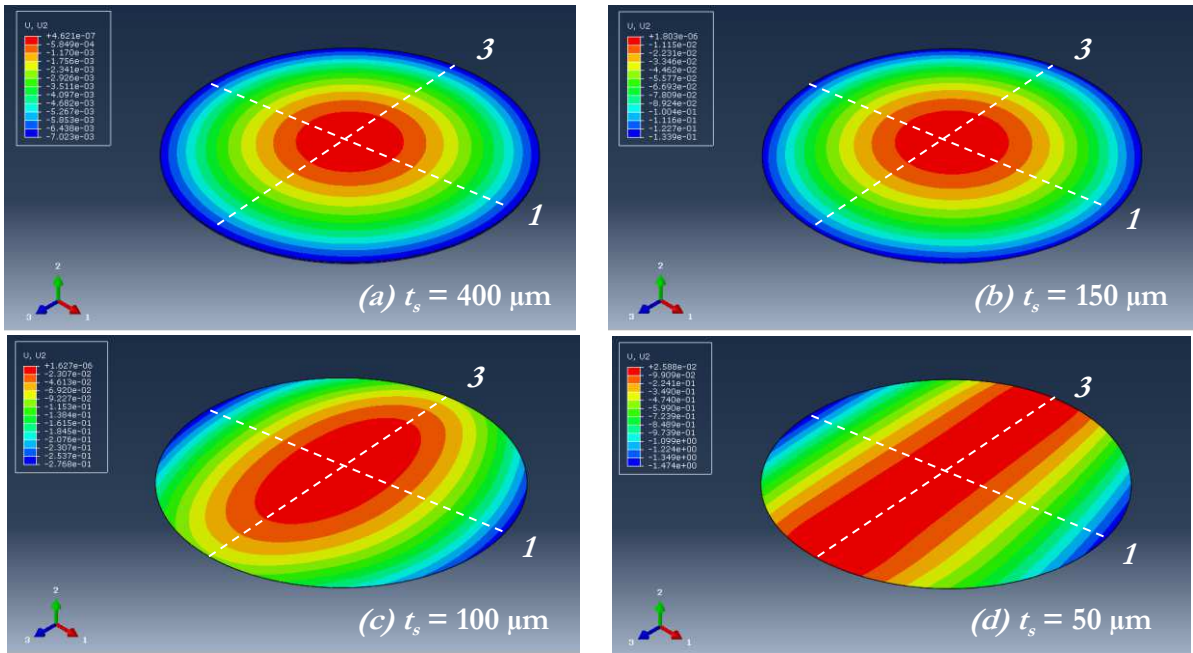 U, U2
+4.621e-07
-5.849e-04
-1.170e-03
-1.756e-03
-2.341e-03
-2.926e-03
-3.511e-03
-4.097e-03
-4.682e-03
-5.267e-03
-5.853e-03
-6.438e-03
-7.023e-03
3
1
2
3
1
(a) tₛ = 400 μm
U, U2
+1.803e-06
-1.115e-02
-2.231e-02
-3.346e-02
-4.462e-02
-5.577e-02
-6.693e-02
-7.809e-02
-8.924e-02
-1.004e-01
-1.116e-01
-1.227e-01
-1.339e-01
3
1
2
3
1
(b) tₛ = 150 μm
U, U2
+1.627e-06
-2.307e-02
-4.613e-02
-6.920e-02
-9.227e-02
-1.153e-01
-1.384e-01
-1.615e-01
-1.845e-01
-2.076e-01
-2.307e-01
-2.537e-01
-2.768e-01
3
1
2
3
1
(c) tₛ = 100 μm
U, U2
+2.588e-02
-9.909e-02
-2.241e-01
-3.490e-01
-4.740e-01
-5.990e-01
-7.239e-01
-8.489e-01
-9.739e-01
-1.099e+00
-1.224e+00
-1.349e+00
-1.474e+00
3
1
2
3
1
(d) tₛ = 50 μm